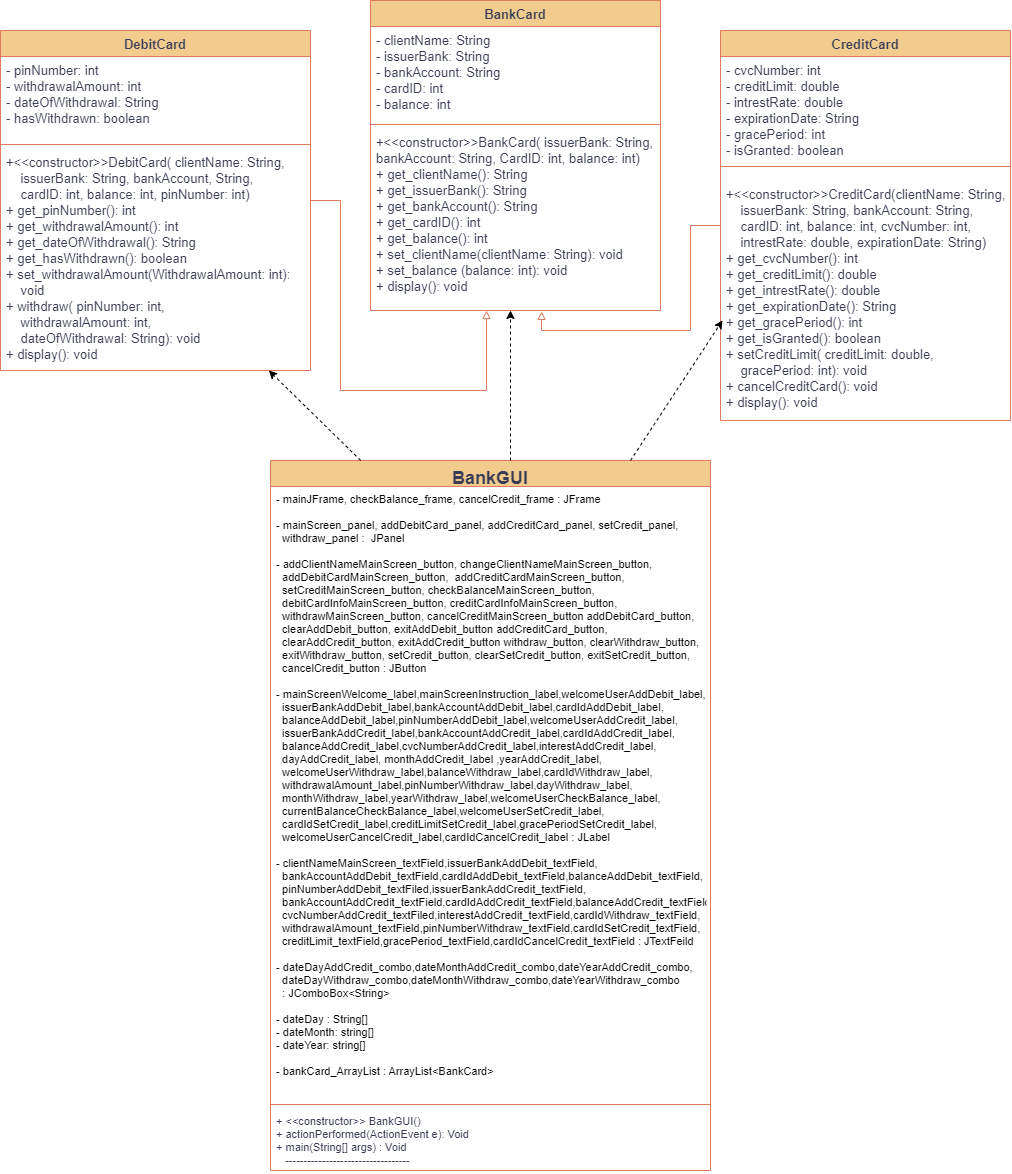 BankCard
- clientName: String
- issuerBank: String
- bankAccount: String
- cardID: int
- balance: int
+<<constructor>>BankCard( issuerBank: String,
bankAccount: String, CardID: int, balance: int)
+ get_clientName(): String
+ get_issuerBank(): String
+ get_bankAccount(): String
+ get_cardID(): int
+ get_balance(): int
+ set_clientName(clientName: String): void
+ set_balance (balance: int): void
+ display(): void
DebitCard
- pinNumber: int
- withdrawalAmount: int
- dateOfWithdrawal: String
- hasWithdrawn: boolean
+<<constructor>>DebitCard( clientName: String,
issuerBank: String, bankAccount, String,
cardID: int, balance: int, pinNumber: int)
+ get_pinNumber(): int
+ get_withdrawalAmount(): int
+ get_dateOfWithdrawal(): String
+ get_hasWithdrawn(): boolean
+ set_withdrawalAmount(WithdrawalAmount: int):
void
+ withdraw( pinNumber: int,
withdrawalAmount: int,
dateOfWithdrawal: String): void
+ display(): void
CreditCard
- cvcNumber: int
- creditLimit: double
- intrestRate: double
- expirationDate: String
- gracePeriod: int
- isGranted: boolean
+<<constructor>>CreditCard(clientName: String,
issuerBank: String, bankAccount: String,
cardID: int, balance: int, cvcNumber: int,
intrestRate: double, expirationDate: String)
+ get_cvcNumber(): int
+ get_creditLimit(): double
+ get_intrestRate(): double
+ get_expirationDate(): String
+ get_gracePeriod(): int
+ get_isGranted(): boolean
+ setCreditLimit( creditLimit: double,
gracePeriod: int): void
+ cancelCreditCard(): void
+ display(): void
BankGUI
- mainJFrame, checkBalance_frame, cancelCredit_frame : JFrame
- mainScreen_panel, addDebitCard_panel, addCreditCard_panel, setCredit_panel,
withdraw_panel : JPanel
- addClientNameMainScreen_button, changeClientNameMainScreen_button,
addDebitCardMainScreen_button, addCreditCardMainScreen_button,
setCreditMainScreen_button, checkBalanceMainScreen_button,
debitCardInfoMainScreen_button, creditCardInfoMainScreen_button,
withdrawMainScreen_button, cancelCreditMainScreen_button addDebitCard_button,
clearAddDebit_button, exitAddDebit_button addCreditCard_button,
clearAddCredit_button, exitAddCredit_button withdraw_button, clearWithdraw_button,
exitWithdraw_button, setCredit_button, clearSetCredit_button, exitSetCredit_button,
cancelCredit_button : JButton
- mainScreenWelcome_label,mainScreenInstruction_label,welcomeUserAddDebit_label,
issuerBankAddDebit_label,bankAccountAddDebit_label,cardIdAddDebit_label,
balanceAddDebit_label,pinNumberAddDebit_label,welcomeUserAddCredit_label,
issuerBankAddCredit_label,bankAccountAddCredit_label,cardIdAddCredit_label,
balanceAddCredit_label,cvcNumberAddCredit_label,interestAddCredit_label,
dayAddCredit_label, monthAddCredit_label ,yearAddCredit_label,
welcomeUserWithdraw_label,balanceWithdraw_label,cardIdWithdraw_label,
withdrawalAmount_label,pinNumberWithdraw_label,dayWithdraw_label,
monthWithdraw_label,yearWithdraw_label,welcomeUserCheckBalance_label,
currentBalanceCheckBalance_label,welcomeUserSetCredit_label,
cardIdSetCredit_label,creditLimitSetCredit_label,gracePeriodSetCredit_label,
welcomeUserCancelCredit_label,cardIdCancelCredit_label : JLabel
- clientNameMainScreen_textField,issuerBankAddDebit_textField,
bankAccountAddDebit_textField,cardIdAddDebit_textField,balanceAddDebit_textField,
pinNumberAddDebit_textFiled,issuerBankAddCredit_textField,
bankAccountAddCredit_textField,cardIdAddCredit_textField,balanceAddCredit_textField
cvcNumberAddCredit_textFiled,interestAddCredit_textField,cardIdWithdraw_textField,
withdrawalAmount_textField,pinNumberWithdraw_textField,cardIdSetCredit_textField,
creditLimit_textField,gracePeriod_textField,cardIdCancelCredit_textField : JTextFeild
- dateDayAddCredit_combo,dateMonthAddCredit_combo,dateYearAddCredit_combo,
dateDayWithdraw_combo,dateMonthWithdraw_combo,dateYearWithdraw_combo
: JComboBox<String>
- dateDay : String[]
- dateMonth: string[]
- dateYear: string[]
- bankCard_ArrayList : ArrayList<BankCard>
+ <<constructor>> BankGUI()
+ actionPerformed(ActionEvent e): Void
+ main(String[] args) : Void
----------------------------------